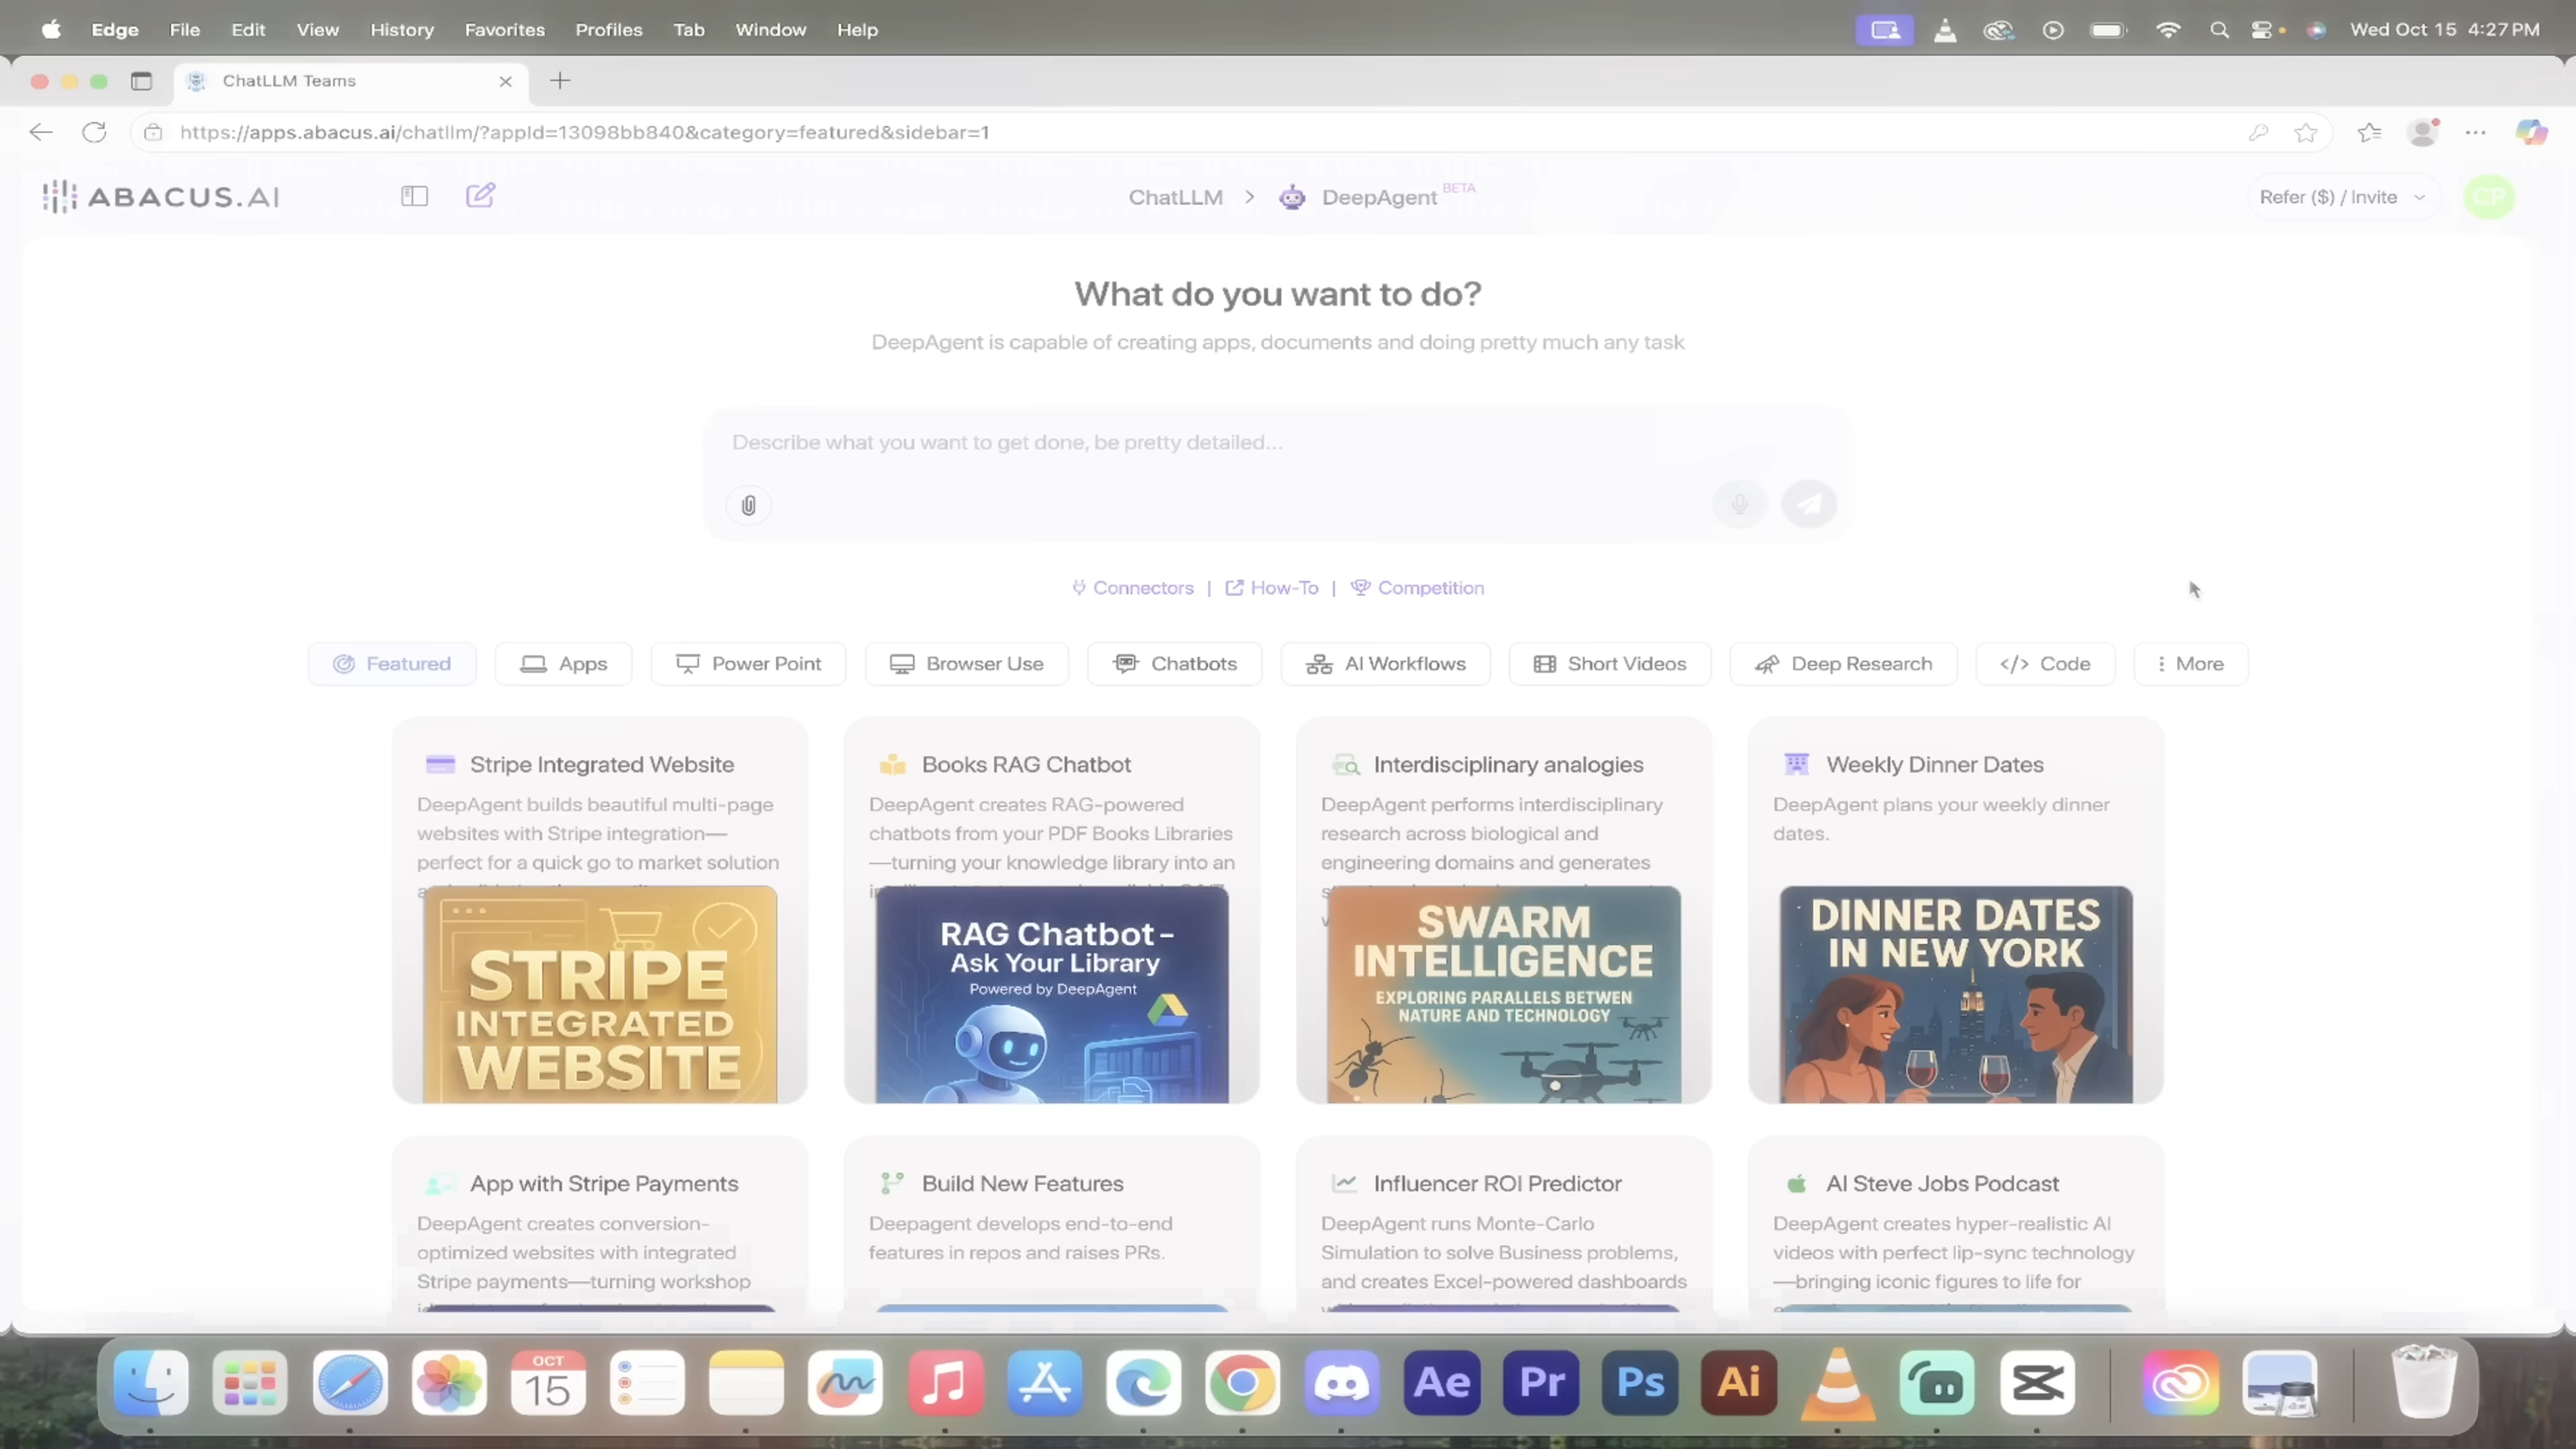 Edge File Edit View History Favorites Profiles Tab Window Help
Wed Oct 15 4:27 PM
ChatLLM Teams
https://apps.abacus.ai/chatllm/?appId=13098bb840&category=featured&sidebar=1
ABACUS.AI
ChatLLM > DeepAgent BETA
Refer ($) / Invite
CP
What do you want to do?
DeepAgent is capable of creating apps, documents and doing pretty much any task
Describe what you want to get done, be pretty detailed...
Connectors | How-To | Competition
Featured Apps Power Point Browser Use Chatbots AI Workflows Short Videos Deep Research </> Code More
Stripe Integrated Website
DeepAgent builds beautiful multi-page
websites with Stripe integration—
perfect for a quick go to market solution
STRIPE
INTEGRATED
WEBSITE
Books RAG Chatbot
DeepAgent creates RAG-powered
chatbots from your PDF Books Libraries
—turning your knowledge library into an
RAG Chatbot -
Ask Your Library
Powered by DeepAgent
Interdisciplinary analogies
DeepAgent performs interdisciplinary
research across biological and
engineering domains and generates
SWARM
INTELLIGENCE
EXPLORING PARALLELS BETWEN
NATURE AND TECHNOLOGY
Weekly Dinner Dates
DeepAgent plans your weekly dinner
dates.
DINNER DATES
IN NEW YORK
App with Stripe Payments
DeepAgent creates conversion-
optimized websites with integrated
Stripe payments—turning workshop
Build New Features
Deepagent develops end-to-end
features in repos and raises PRs.
Influencer ROI Predictor
DeepAgent runs Monte-Carlo
Simulation to solve Business problems,
and creates Excel-powered dashboards
AI Steve Jobs Podcast
DeepAgent creates hyper-realistic AI
videos with perfect lip-sync technology
—bringing iconic figures to life for
OCT
15
Ae
Pr
Ps
Ai